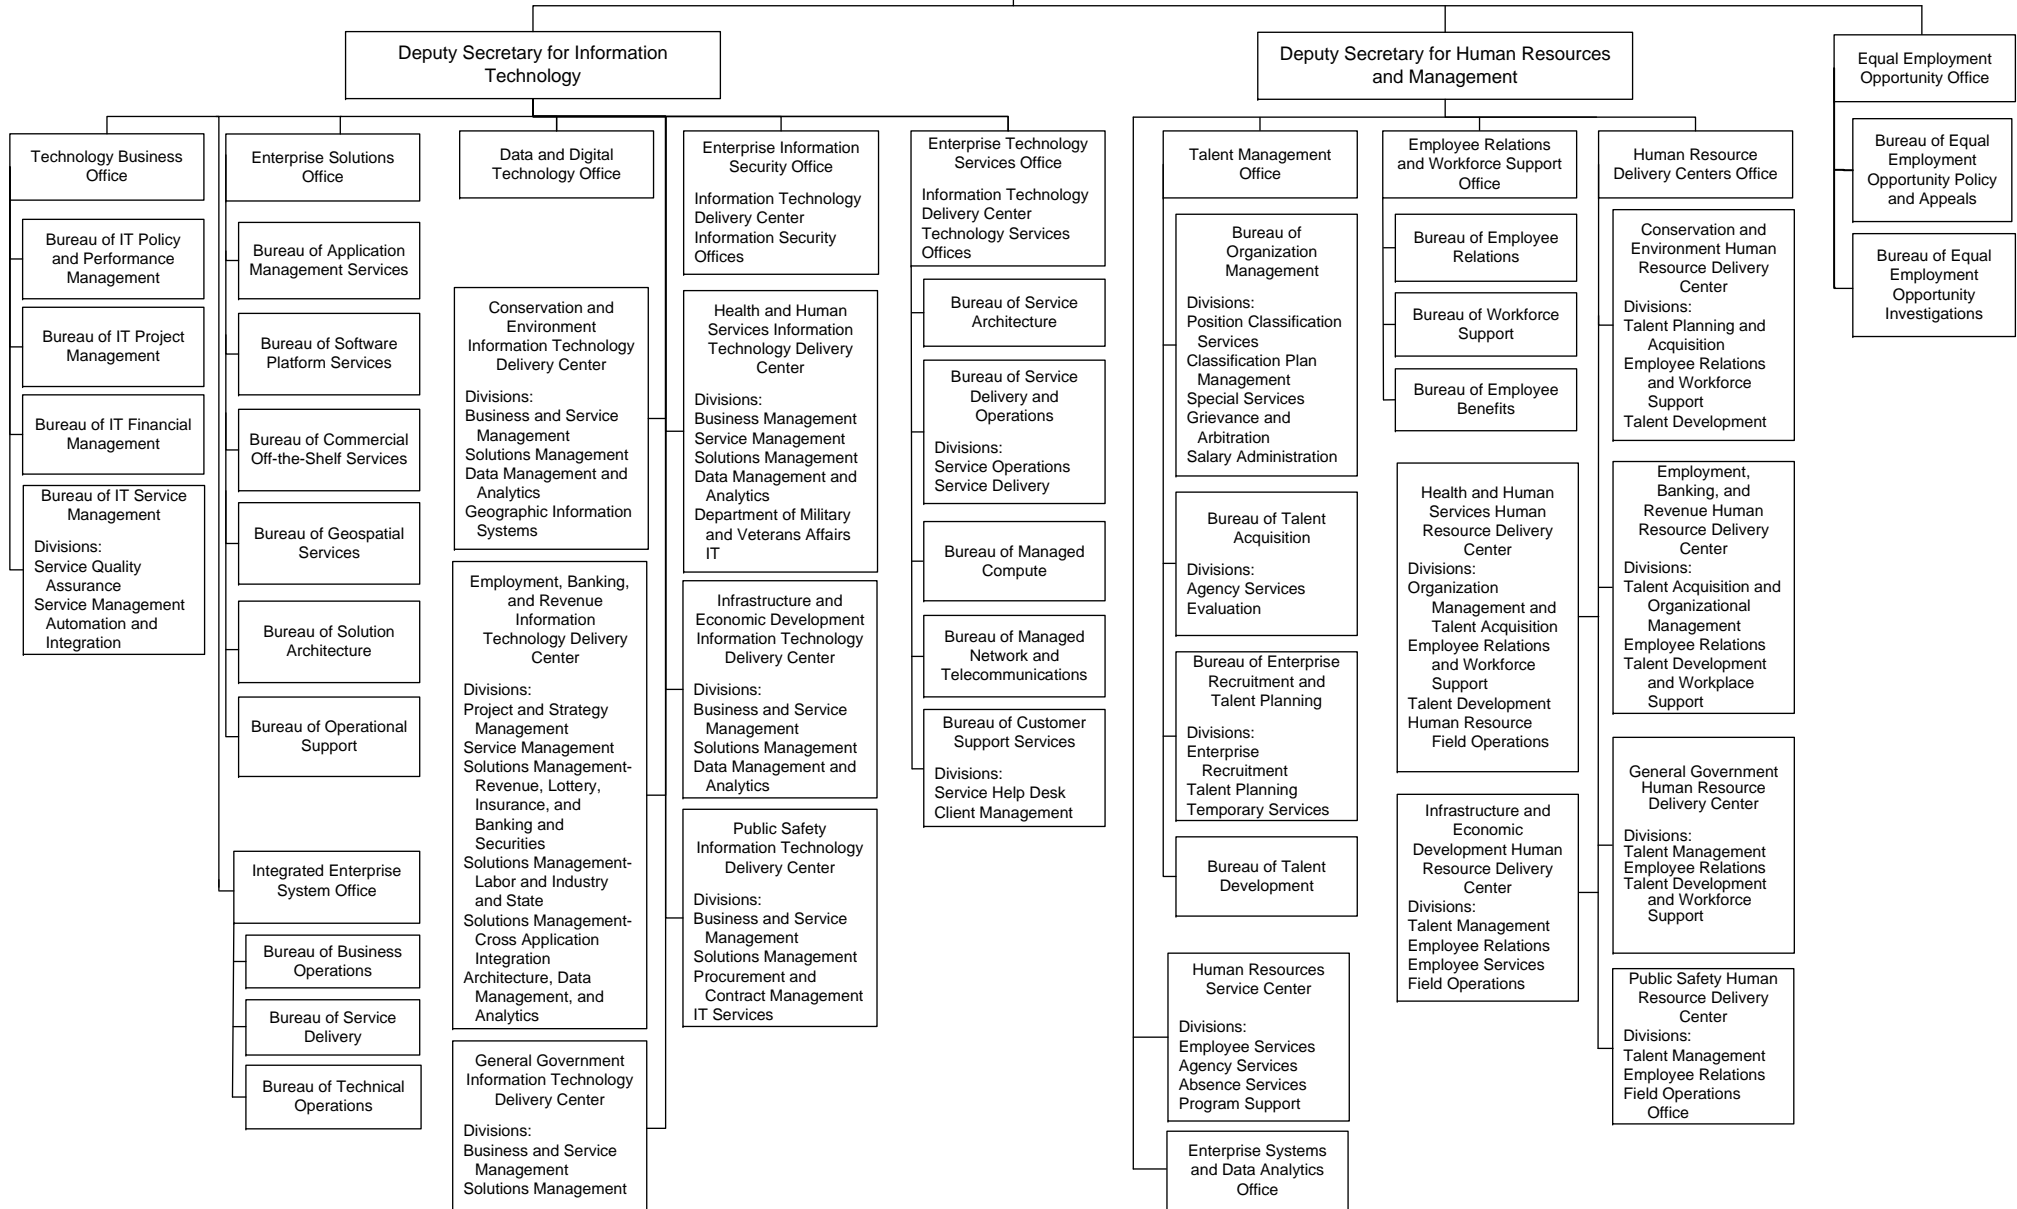 Deputy Secretary for Information
Technology
Deputy Secretary for Human Resources
and Management
Equal Employment
Opportunity Office
Technology Business
Office
Bureau of IT Policy
and Performance
Management
Bureau of IT Project
Management
Bureau of IT Financial
Management
Bureau of IT Service
Management
Divisions:
Service Quality
Assurance
Service Management
Automation and
Integration
Enterprise Solutions
Office
Bureau of Application
Management Services
Bureau of Software
Platform Services
Bureau of Commercial
Off-the-Shelf Services
Bureau of Geospatial
Services
Bureau of Solution
Architecture
Bureau of Operational
Support
Integrated Enterprise
System Office
Bureau of Business
Operations
Bureau of Service
Delivery
Bureau of Technical
Operations
Data and Digital
Technology Office
Conservation and
Environment
Information Technology
Delivery Center
Divisions:
Business and Service
Management
Solutions Management
Data Management and
Analytics
Geographic Information
Systems
Employment, Banking,
and Revenue
Information
Technology Delivery
Center
Divisions:
Project and Strategy
Management
Service Management
Solutions Management-
Revenue, Lottery,
Insurance, and
Banking and
Securities
Solutions Management-
Labor and Industry
and State
Solutions Management-
Cross Application
Integration
Architecture, Data
Management, and
Analytics
General Government
Information Technology
Delivery Center
Divisions:
Business and Service
Management
Solutions Management
Enterprise Information
Security Office
Information Technology
Delivery Center
Information Security
Offices
Health and Human
Services Information
Technology Delivery
Center
Divisions:
Business Management
Service Management
Solutions Management
Data Management and
Analytics
Department of Military
and Veterans Affairs
IT
Infrastructure and
Economic Development
Information Technology
Delivery Center
Divisions:
Business and Service
Management
Solutions Management
Data Management and
Analytics
Public Safety
Information Technology
Delivery Center
Divisions:
Business and Service
Management
Solutions Management
Procurement and
Contract Management
IT Services
Enterprise Technology
Services Office
Information Technology
Delivery Center
Technology Services
Offices
Bureau of Service
Architecture
Bureau of Service
Delivery and
Operations
Divisions:
Service Operations
Service Delivery
Bureau of Managed
Compute
Bureau of Managed
Network and
Telecommunications
Bureau of Customer
Support Services
Divisions:
Service Help Desk
Client Management
Talent Management
Office
Bureau of
Organization
Management
Divisions:
Position Classification
Services
Classification Plan
Management
Special Services
Grievance and
Arbitration
Salary Administration
Bureau of Talent
Acquisition
Divisions:
Agency Services
Evaluation
Bureau of Enterprise
Recruitment and
Talent Planning
Divisions:
Enterprise
Recruitment
Talent Planning
Temporary Services
Bureau of Talent
Development
Human Resources
Service Center
Divisions:
Employee Services
Agency Services
Absence Services
Program Support
Enterprise Systems
and Data Analytics
Office
Employee Relations
and Workforce Support
Office
Bureau of Employee
Relations
Bureau of Workforce
Support
Bureau of Employee
Benefits
Health and Human
Services Human
Resource Delivery
Center
Divisions:
Organization
Management and
Talent Acquisition
Employee Relations
and Workforce
Support
Talent Development
Human Resource
Field Operations
Infrastructure and
Economic
Development Human
Resource Delivery
Center
Divisions:
Talent Management
Employee Relations
Employee Services
Field Operations
Human Resource
Delivery Centers Office
Conservation and
Environment Human
Resource Delivery
Center
Divisions:
Talent Planning and
Acquisition
Employee Relations
and Workforce
Support
Talent Development
Employment,
Banking, and
Revenue Human
Resource Delivery
Center
Divisions:
Talent Acquisition and
Organizational
Management
Employee Relations
Talent Development
and Workplace
Support
General Government
Human Resource
Delivery Center
Divisions:
Talent Management
Employee Relations
Talent Development
and Workforce
Support
Public Safety Human
Resource Delivery
Center
Divisions:
Talent Management
Employee Relations
Field Operations
Office
Bureau of Equal
Employment
Opportunity Policy
and Appeals
Bureau of Equal
Employment
Opportunity
Investigations